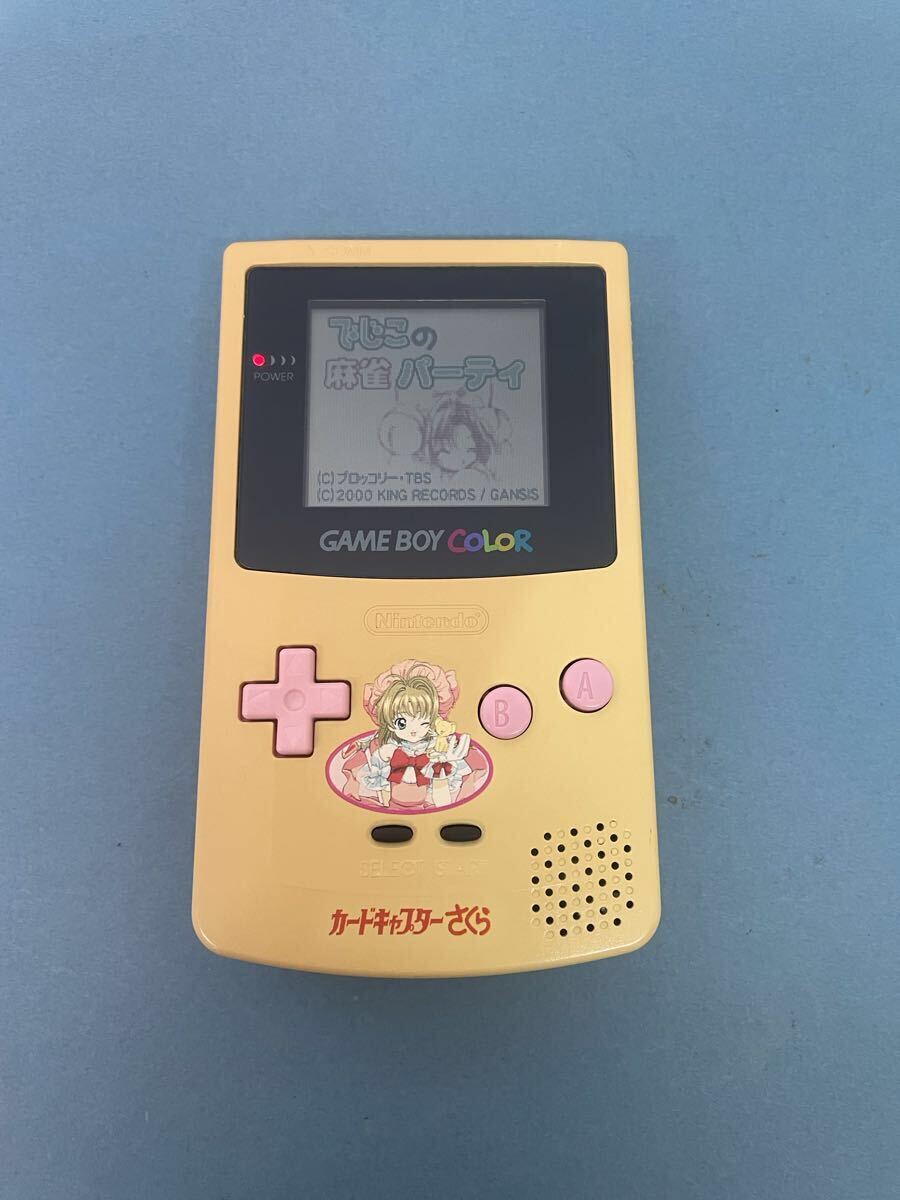 COMM
でじこの
麻雀パーティ
POWER
(C)ブロッコリー・TBS
(C)2000 KING RECORDS / GANSIS
GAME BOY COLOR
Nintendo®
B
A
SELECT START
カードキャプターさくら